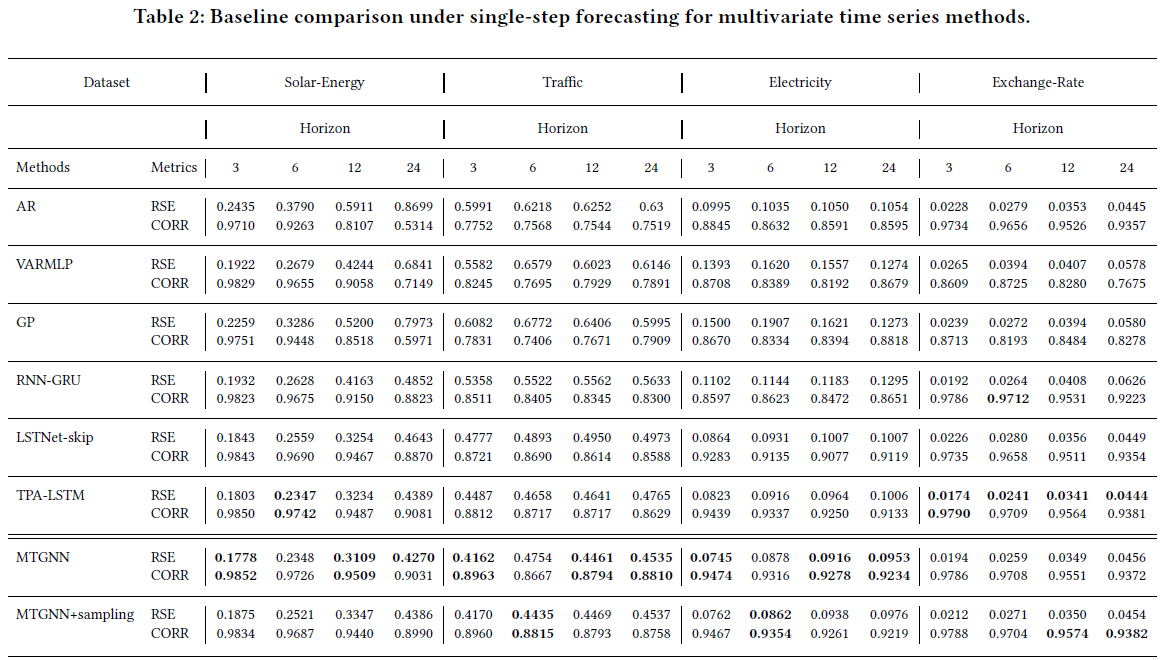 Table 2: Baseline comparison under single-step forecasting for multivariate time series methods.
Dataset Solar-Energy Traffic Electricity Exchange-Rate
Horizon Horizon Horizon Horizon
Methods Metrics 3 6 12 24 3 6 12 24 3 6 12 24 3 6 12 24
AR RSE 0.2435 0.3790 0.5911 0.8699 0.5991 0.6218 0.6252 0.63 0.0995 0.1035 0.1050 0.1054 0.0228 0.0279 0.0353 0.0445
CORR 0.9710 0.9263 0.8107 0.5314 0.7752 0.7568 0.7544 0.7519 0.8845 0.8632 0.8591 0.8595 0.9734 0.9656 0.9526 0.9357
VARMLP RSE 0.1922 0.2679 0.4244 0.6841 0.5582 0.6579 0.6023 0.6146 0.1393 0.1620 0.1557 0.1274 0.0265 0.0394 0.0407 0.0578
CORR 0.9829 0.9655 0.9058 0.7149 0.8245 0.7695 0.7929 0.7891 0.8708 0.8389 0.8192 0.8679 0.8609 0.8725 0.8280 0.7675
GP RSE 0.2259 0.3286 0.5200 0.7973 0.6082 0.6772 0.6406 0.5995 0.1500 0.1907 0.1621 0.1273 0.0239 0.0272 0.0394 0.0580
CORR 0.9751 0.9448 0.8518 0.5971 0.7831 0.7406 0.7671 0.7909 0.8670 0.8334 0.8394 0.8818 0.8713 0.8193 0.8484 0.8278
RNN-GRU RSE 0.1932 0.2628 0.4163 0.4852 0.5358 0.5522 0.5562 0.5633 0.1102 0.1144 0.1183 0.1295 0.0192 0.0264 0.0408 0.0626
CORR 0.9823 0.9675 0.9150 0.8823 0.8511 0.8405 0.8345 0.8300 0.8597 0.8623 0.8472 0.8651 0.9786 0.9712 0.9531 0.9223
LSTNet-skip RSE 0.1843 0.2559 0.3254 0.4643 0.4777 0.4893 0.4950 0.4973 0.0864 0.0931 0.1007 0.1007 0.0226 0.0280 0.0356 0.0449
CORR 0.9843 0.9690 0.9467 0.8870 0.8721 0.8690 0.8614 0.8588 0.9283 0.9135 0.9077 0.9119 0.9735 0.9658 0.9511 0.9354
TPA-LSTM RSE 0.1803 0.2347 0.3234 0.4389 0.4487 0.4658 0.4641 0.4765 0.0823 0.0916 0.0964 0.1006 0.0174 0.0241 0.0341 0.0444
CORR 0.9850 0.9742 0.9487 0.9081 0.8812 0.8717 0.8717 0.8629 0.9439 0.9337 0.9250 0.9133 0.9790 0.9709 0.9564 0.9381
MTGNN RSE 0.1778 0.2348 0.3109 0.4270 0.4162 0.4754 0.4461 0.4535 0.0745 0.0878 0.0916 0.0953 0.0194 0.0259 0.0349 0.0456
CORR 0.9852 0.9726 0.9509 0.9031 0.8963 0.8667 0.8794 0.8810 0.9474 0.9316 0.9278 0.9234 0.9786 0.9708 0.9551 0.9372
MTGNN+sampling RSE 0.1875 0.2521 0.3347 0.4386 0.4170 0.4435 0.4469 0.4537 0.0762 0.0862 0.0938 0.0976 0.0212 0.0271 0.0350 0.0454
CORR 0.9834 0.9687 0.9440 0.8990 0.8960 0.8815 0.8793 0.8758 0.9467 0.9354 0.9261 0.9219 0.9788 0.9704 0.9574 0.9382